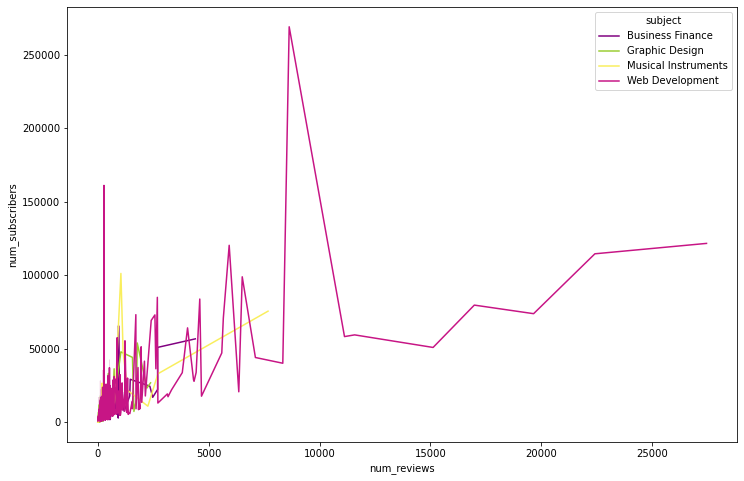 subject
Business Finance
Graphic Design
Musical Instruments
Web Development
250000
200000
150000
100000
50000
0
num_subscribers
0 5000 10000 15000 20000 25000
num_reviews